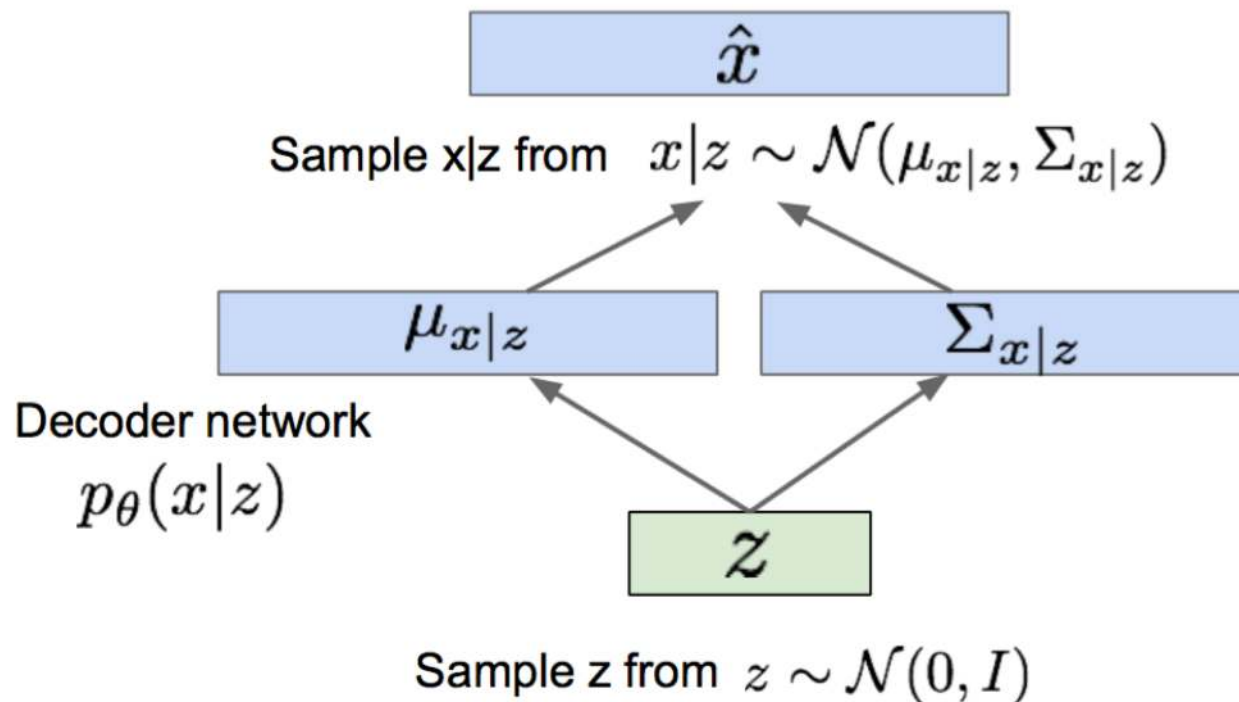 x̂
Sample x|z from x|z ∼ 𝒩(μ_{x|z}, Σ_{x|z})
μ_{x|z}
Σ_{x|z}
Decoder network
p_θ(x|z)
z
Sample z from z ∼ 𝒩(0, I)